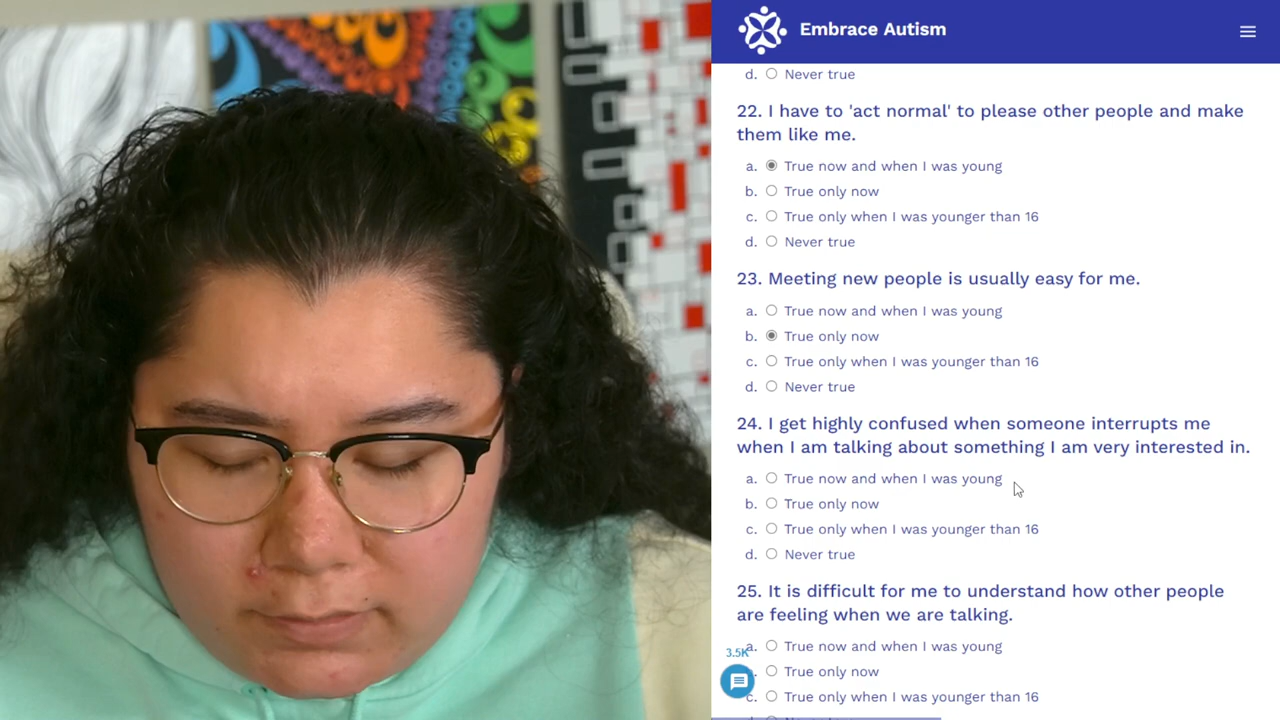 Embrace Autism
d. Never true
22. I have to 'act normal' to please other people and make
them like me.
a. True now and when I was young
b. True only now
c. True only when I was younger than 16
d. Never true
23. Meeting new people is usually easy for me.
a. True now and when I was young
b. True only now
c. True only when I was younger than 16
d. Never true
24. I get highly confused when someone interrupts me
when I am talking about something I am very interested in.
a. True now and when I was young
b. True only now
c. True only when I was younger than 16
d. Never true
25. It is difficult for me to understand how other people
are feeling when we are talking.
a. True now and when I was young
3.5K
True only now
c. True only when I was younger than 16